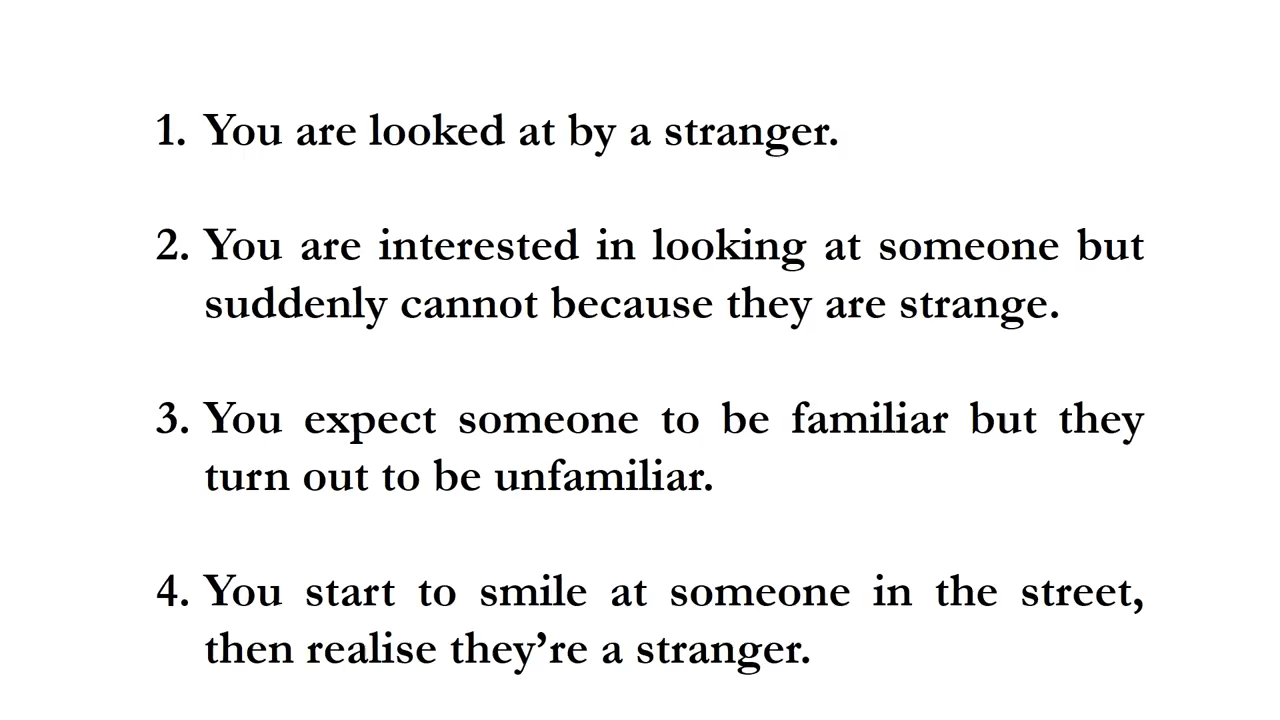 1. You are looked at by a stranger.
2. You are interested in looking at someone but
suddenly cannot because they are strange.
3. You expect someone to be familiar but they
turn out to be unfamiliar.
4. You start to smile at someone in the street,
then realise they’re a stranger.